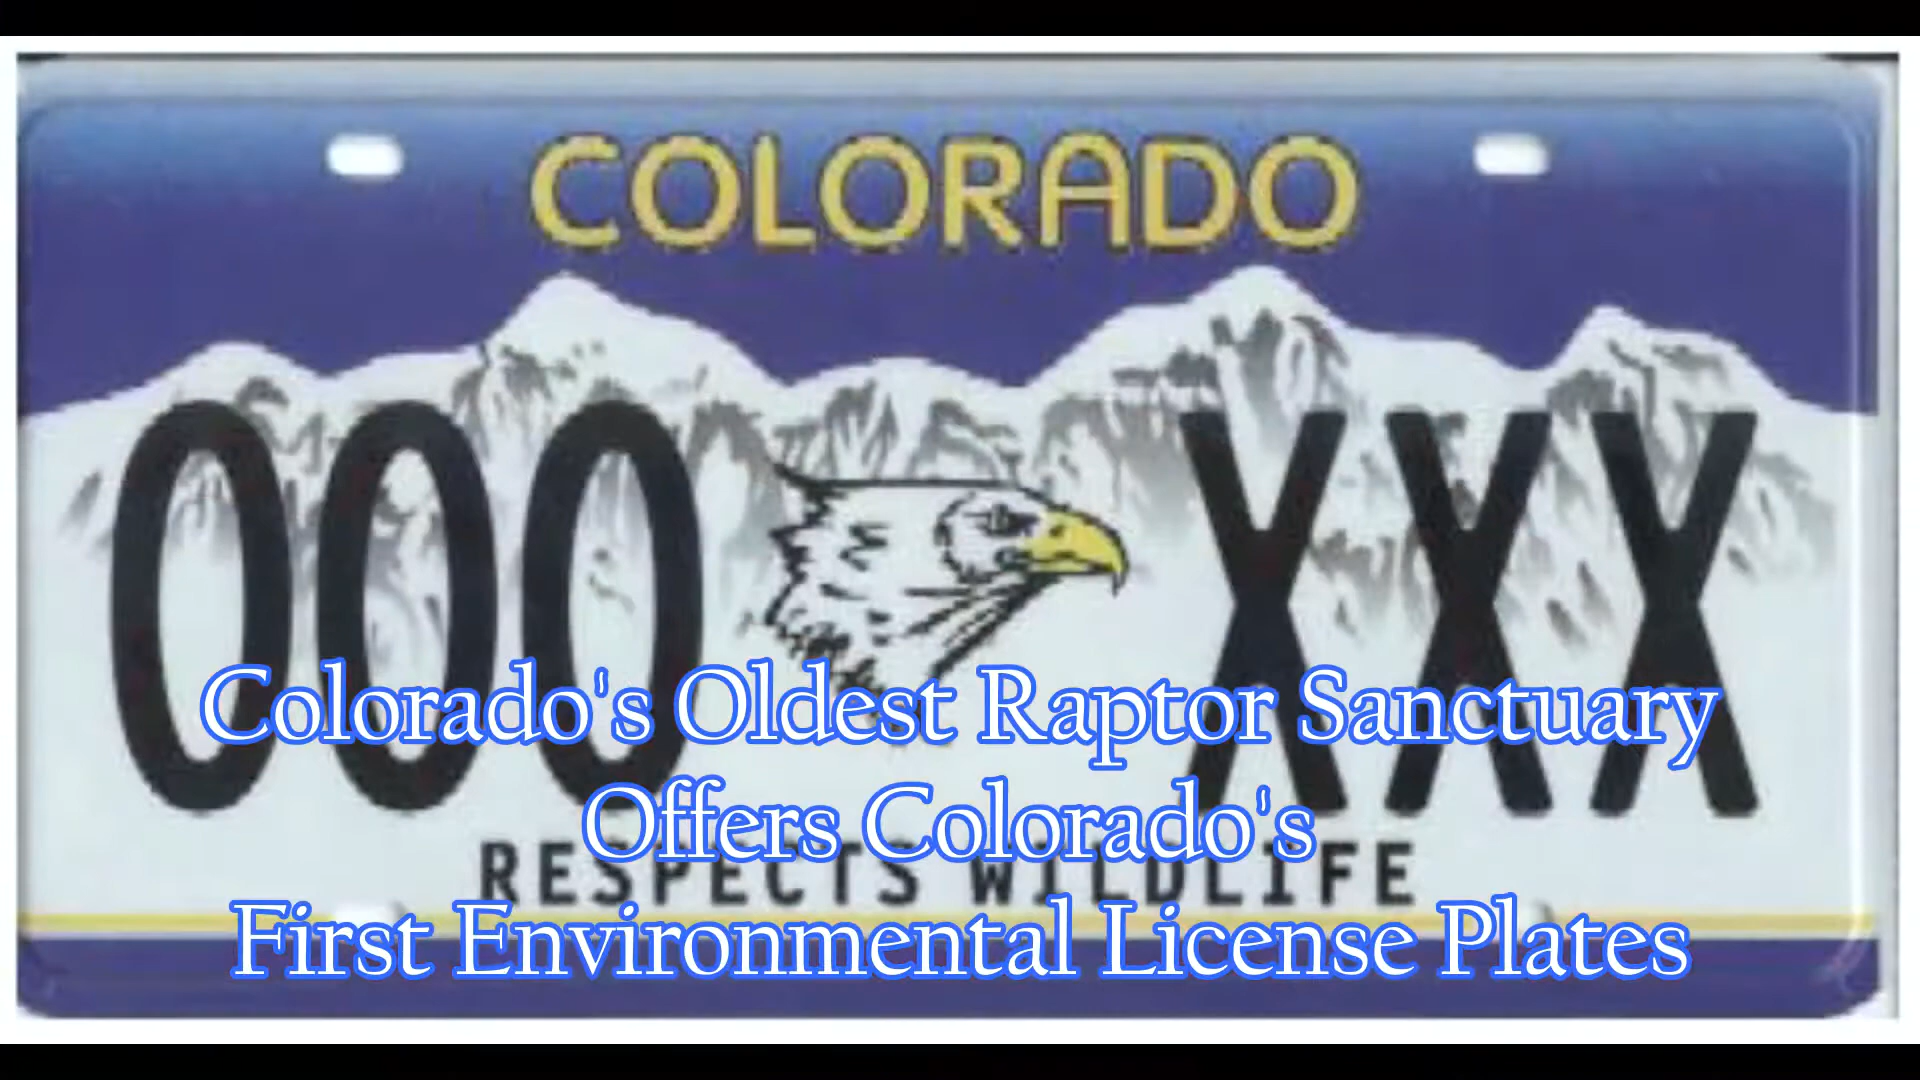 COLORADO
000 XXX
Colorado's Oldest Raptor Sanctuary
Offers Colorado's
RESPECTS WILDLIFE
First Environmental License Plates